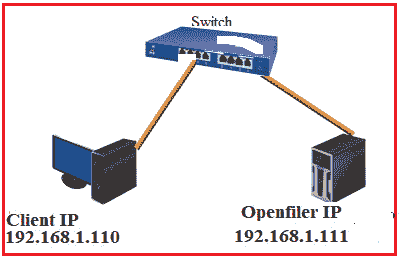 Switch
Client IP
192.168.1.110
Openfiler IP
192.168.1.111